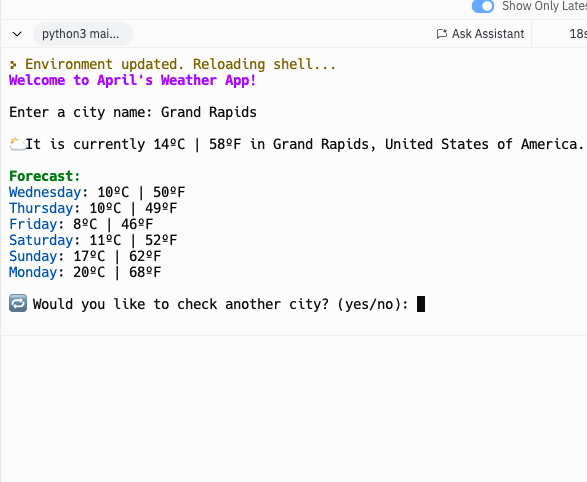 Show Only Lates
python3 mai...
Ask Assistant
18s
Environment updated. Reloading shell...
Welcome to April's Weather App!
Enter a city name: Grand Rapids
It is currently 14ºC | 58ºF in Grand Rapids, United States of America.
Forecast:
Wednesday: 10ºC | 50ºF
Thursday: 10ºC | 49ºF
Friday: 8ºC | 46ºF
Saturday: 11ºC | 52ºF
Sunday: 17ºC | 62ºF
Monday: 20ºC | 68ºF
Would you like to check another city? (yes/no):